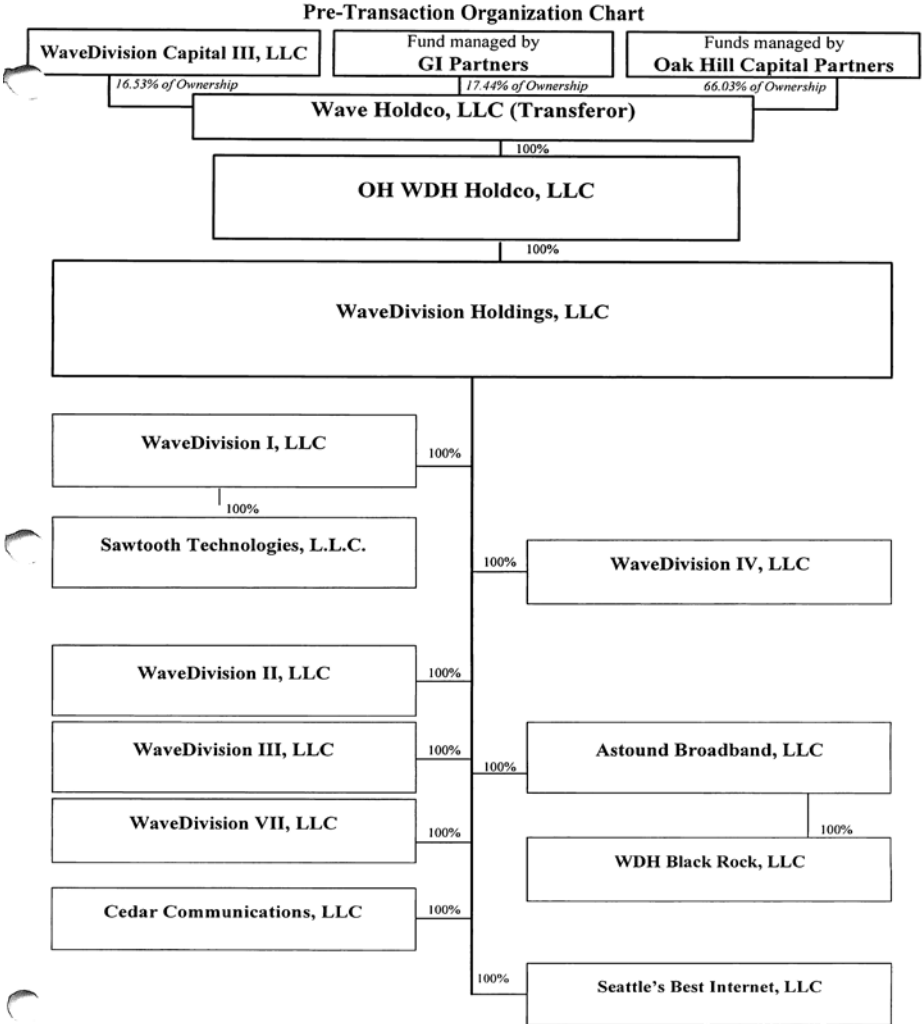 Pre-Transaction Organization Chart
WaveDivision Capital III, LLC
Fund managed by
GI Partners
Funds managed by
Oak Hill Capital Partners
16.53% of Ownership
17.44% of Ownership
66.03% of Ownership
Wave Holdco, LLC (Transferor)
100%
OH WDH Holdco, LLC
100%
WaveDivision Holdings, LLC
WaveDivision I, LLC
100%
100%
Sawtooth Technologies, L.L.C.
100%
WaveDivision IV, LLC
WaveDivision II, LLC
100%
WaveDivision III, LLC
100%
100%
Astound Broadband, LLC
WaveDivision VII, LLC
100%
100%
WDH Black Rock, LLC
Cedar Communications, LLC
100%
100%
Seattle's Best Internet, LLC